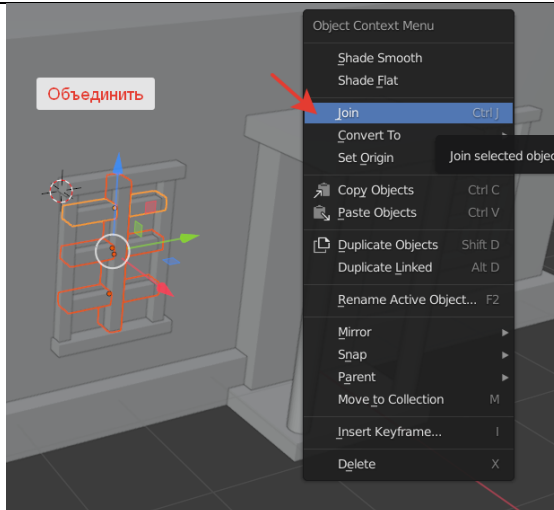 Object Context Menu
Shade Smooth
Shade Flat
Объединить
Join Ctrl J
Convert To
Set Origin
Join selected objec
Copy Objects Ctrl C
Paste Objects Ctrl V
Duplicate Objects Shift D
Duplicate Linked Alt D
Rename Active Object... F2
Mirror
Snap
Parent
Move to Collection M
Insert Keyframe... I
Delete X